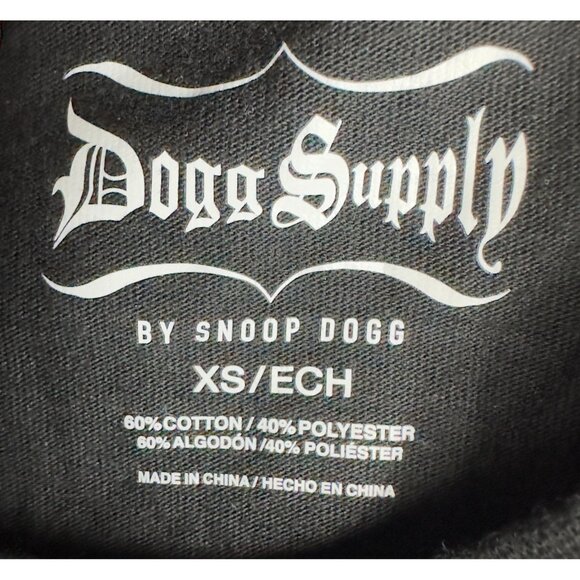 Dogg Supply
BY SNOOP DOGG
XS/ECH
60% COTTON / 40% POLYESTER
60% ALGODÓN /40% POLIÉSTER
MADE IN CHINA / HECHO EN CHINA